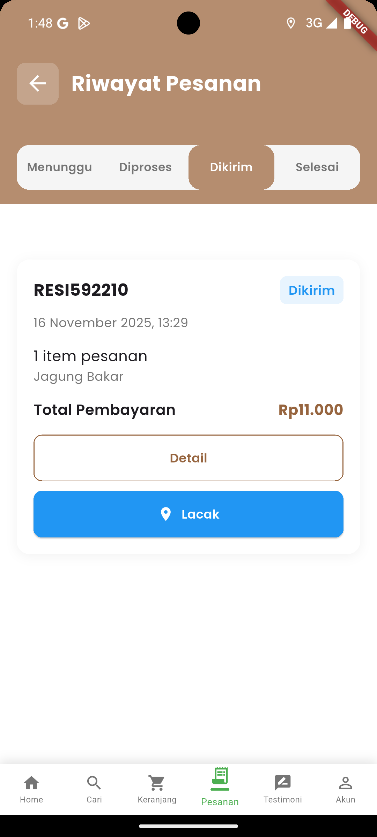 1:48 G 3G
DEBUG
Riwayat Pesanan
Menunggu Diproses Dikirim Selesai
RESI592210 Dikirim
16 November 2025, 13:29
1 item pesanan
Jagung Bakar
Total Pembayaran Rp11.000
Detail
Lacak
Home Cari Keranjang Pesanan Testimoni Akun